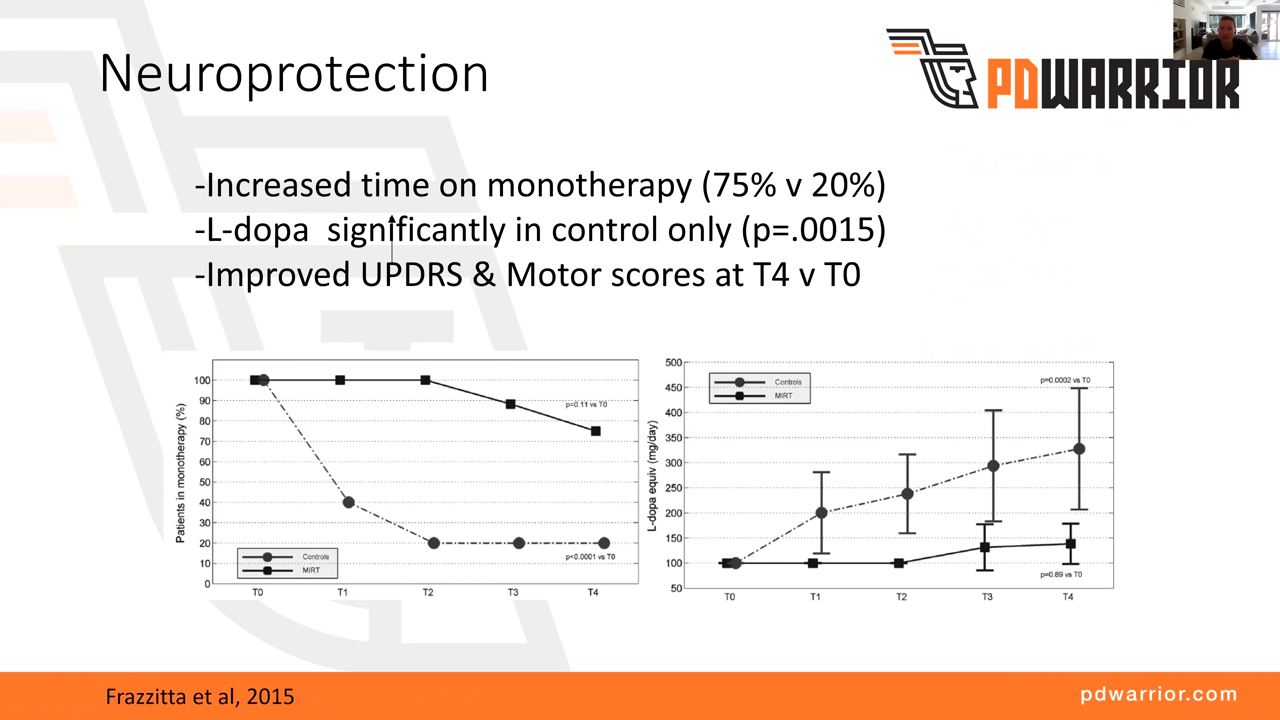 Neuroprotection
PDWARRIOR
-Increased time on monotherapy (75% v 20%)
-L-dopa  significantly in control only (p=.0015)
-Improved UPDRS & Motor scores at T4 v T0
Patients in monotherapy (%)
100
90
80
70
60
50
40
30
20
10
0
p=0.11 vs T0
p<0.0001 vs T0
Controls
MIRT
T0 T1 T2 T3 T4
L-dopa equiv (mg/day)
500
450
400
350
300
250
200
150
100
50
Controls
MIRT
p=0.0002 vs T0
p=0.89 vs T0
T0 T1 T2 T3 T4
Frazzitta et al, 2015
pdwarrior.com